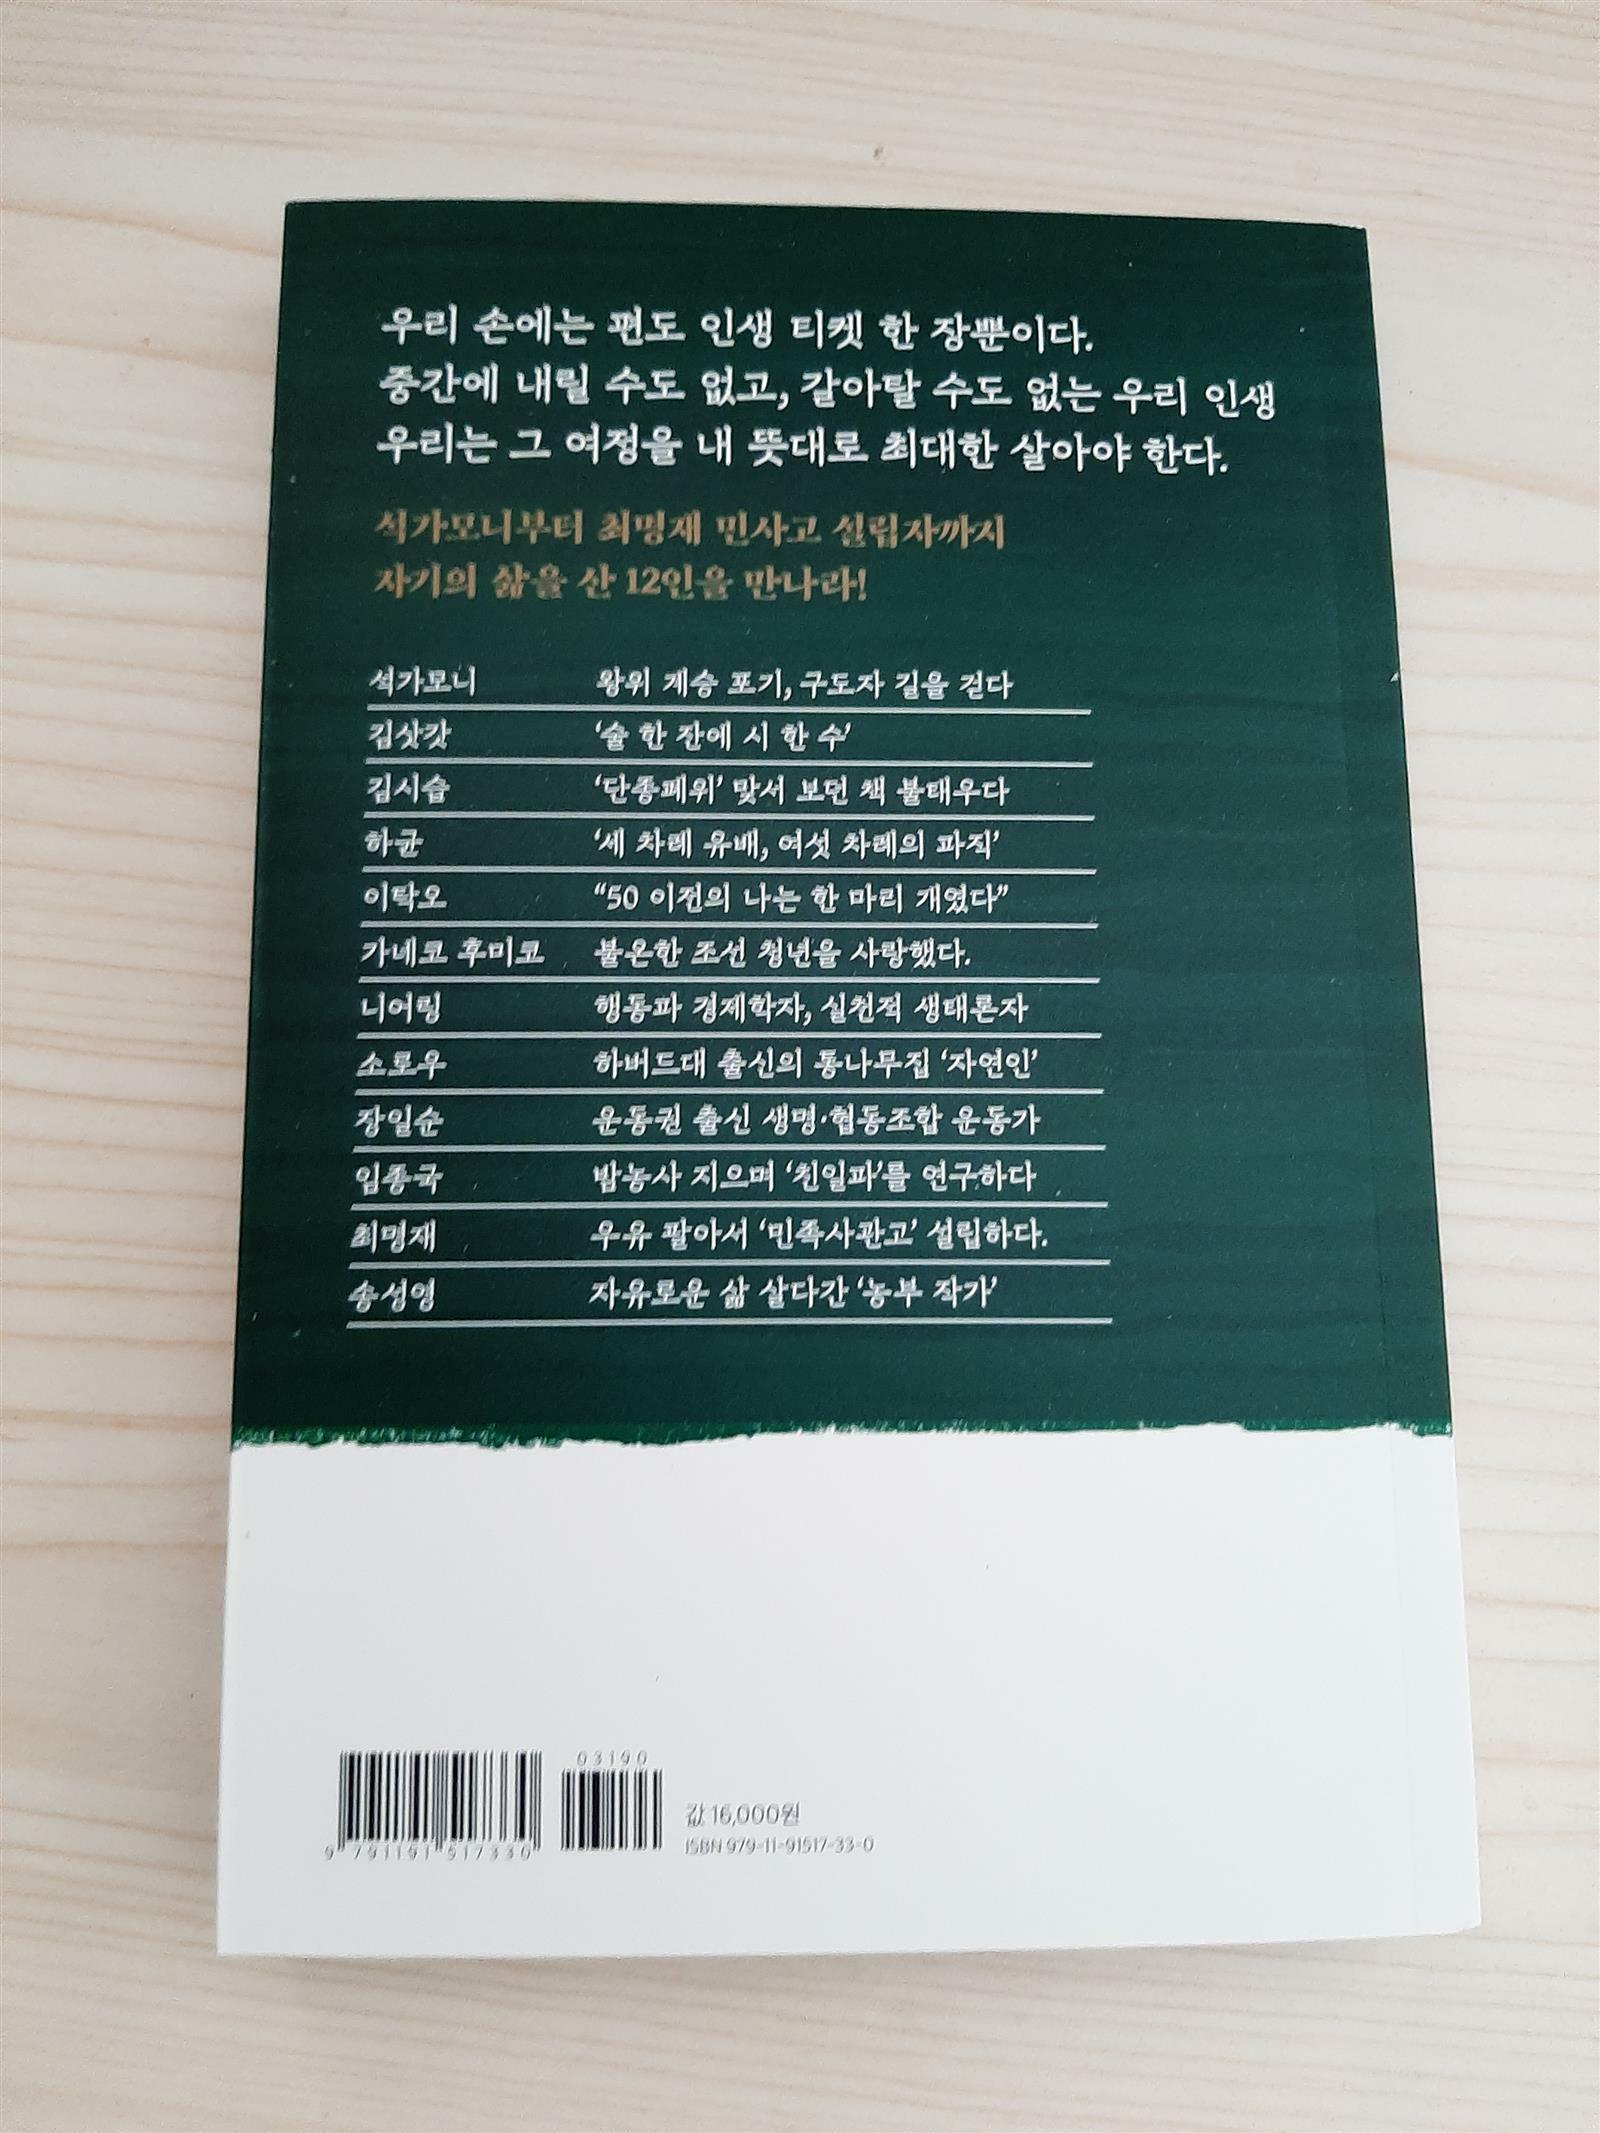 우리 손에는 편도 인생 티켓 한 장뿐이다.
중간에 내릴 수도 없고, 갈아탈 수도 없는 우리 인생
우리는 그 여정을 내 뜻대로 최대한 살아야 한다.
석가모니부터 최명재 민사고 설립자까지
자기의 삶을 산 12인을 만나라!
석가모니 왕위 계승 포기, 구도자 길을 걷다
김삿갓 ‘술 한 잔에 시 한 수’
김시습 ‘단종폐위’ 맞서 보던 책 불태우다
허균 ‘세 차례 유배, 여섯 차례의 파직’
이탁오 “50 이전의 나는 한 마리 개였다”
가네코 후미코 불온한 조선 청년을 사랑했다.
니어링 행동파 경제학자, 실천적 생태론자
소로우 하버드대 출신의 통나무집 ‘자연인’
장일순 운동권 출신 생명·협동조합 운동가
임종국 밤농사 지으며 ‘친일파’를 연구하다
최명재 우유 팔아서 ‘민족사관고’ 설립하다.
송성영 자유로운 삶 살다간 ‘농부 작가’
03190
9 791191 517330
값 16,000원
ISBN 979-11-91517-33-0